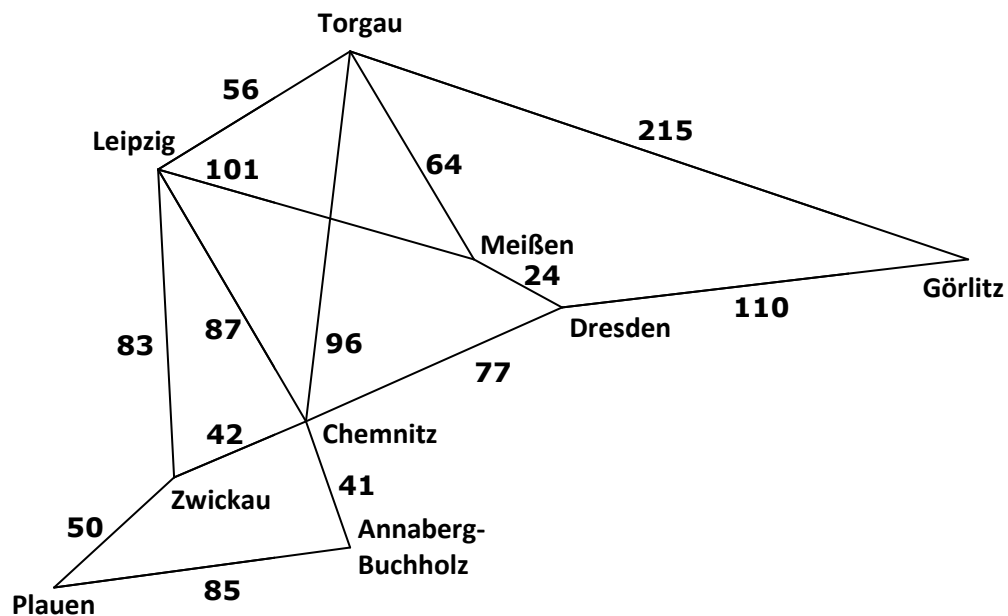 Torgau
56
215
Leipzig
101
64
Meißen
24
Görlitz
110
Dresden
83
87
96
77
42
Chemnitz
41
Zwickau
50
Annaberg-
Buchholz
85
Plauen